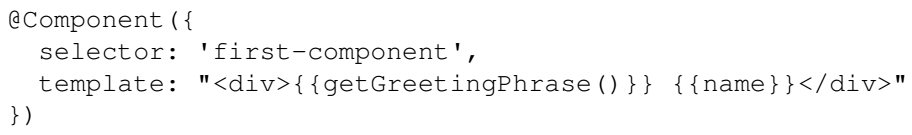 @Component({
  selector: 'first-component',
  template: "<div>{{getGreetingPhrase()}} {{name}}</div>"
})